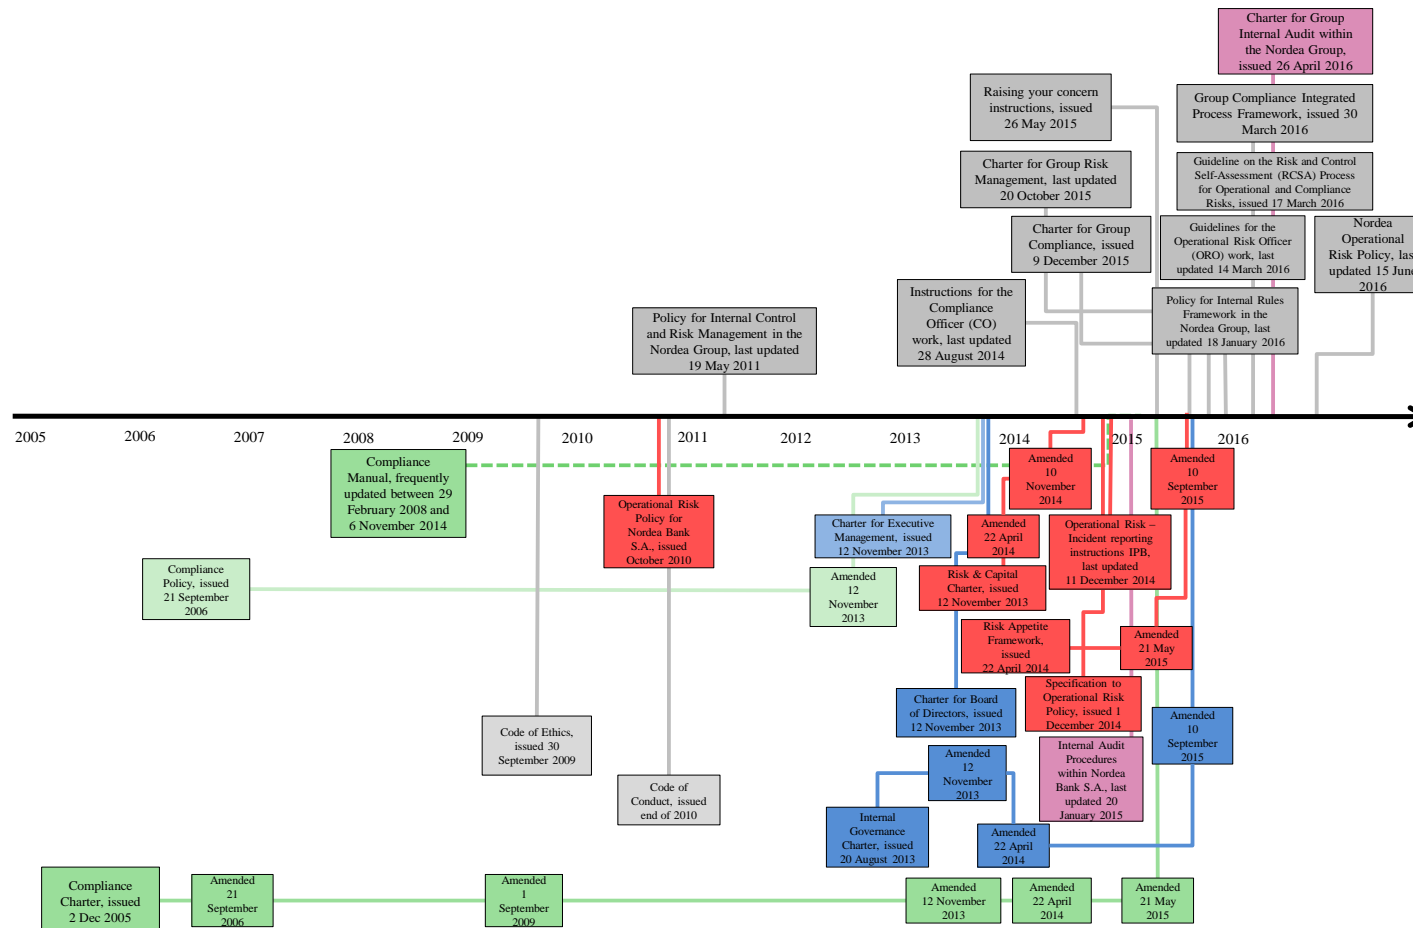 Charter for Group
Internal Audit within
the Nordea Group,
issued 26 April 2016
Raising your concern
instructions, issued
26 May 2015
Group Compliance Integrated
Process Framework, issued 30
March 2016
Charter for Group Risk
Management, last updated
20 October 2015
Guideline on the Risk and Control
Self-Assessment (RCSA) Process
for Operational and Compliance
Risks, issued 17 March 2016
Charter for Group
Compliance, issued
9 December 2015
Guidelines for the
Operational Risk Officer
(ORO) work, last
updated 14 March 2016
Nordea
Operational
Risk Policy, las
updated 15 June
2016
Instructions for the
Compliance
Officer (CO)
work, last updated
28 August 2014
Policy for Internal Rules
Framework in the
Nordea Group, last
updated 18 January 2016
Policy for Internal Control
and Risk Management in the
Nordea Group, last updated
19 May 2011
2005 2006 2007 2008 2009 2010 2011 2012 2013 2014 2015 2016
Compliance
Manual, frequently
updated between 29
February 2008 and
6 November 2014
Amended
10
November
2014
Amended
10
September
2015
Operational Risk
Policy for
Nordea Bank
S.A., issued
October 2010
Charter for Executive
Management, issued
12 November 2013
Amended
22 April
2014
Operational Risk –
Incident reporting
instructions IPB,
last updated
11 December 2014
Compliance
Policy, issued
21 September
2006
Amended
12
November
2013
Risk & Capital
Charter, issued
12 November 2013
Risk Appetite
Framework,
issued
22 April 2014
Amended
21 May
2015
Specification to
Operational Risk
Policy, issued 1
December 2014
Charter for Board
of Directors, issued
12 November 2013
Amended
10
September
2015
Code of Ethics,
issued 30
September 2009
Internal Audit
Procedures
within Nordea
Bank S.A., last
updated 20
January 2015
Amended
12
November
2013
Code of
Conduct, issued
end of 2010
Internal
Governance
Charter, issued
20 August 2013
Amended
22 April
2014
Compliance
Charter, issued
2 Dec 2005
Amended
21
September
2006
Amended
1
September
2009
Amended
12 November
2013
Amended
22 April
2014
Amended
21 May
2015